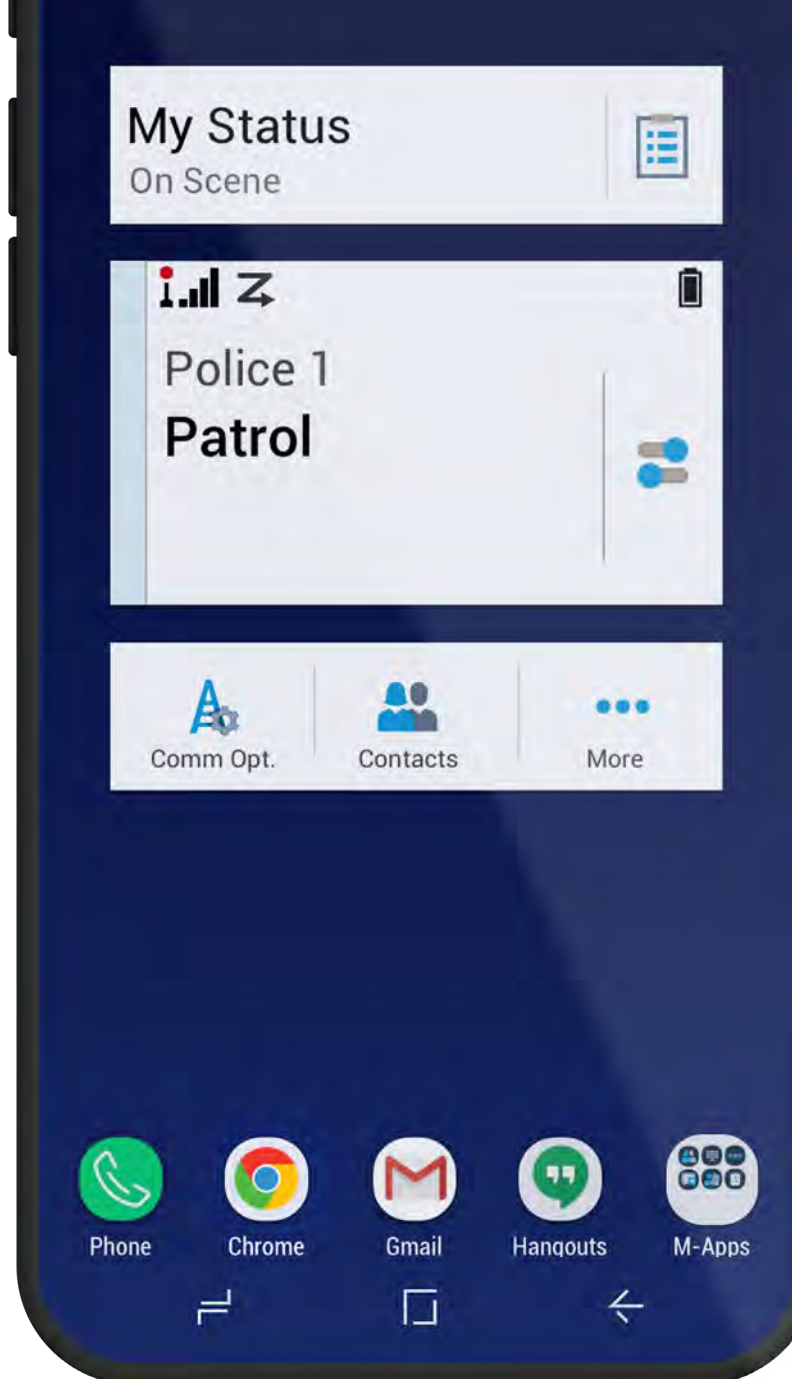 My Status
On Scene
Police 1
Patrol
Comm Opt.
Contacts
More
Phone
Chrome
Gmail
Hangouts
M-Apps